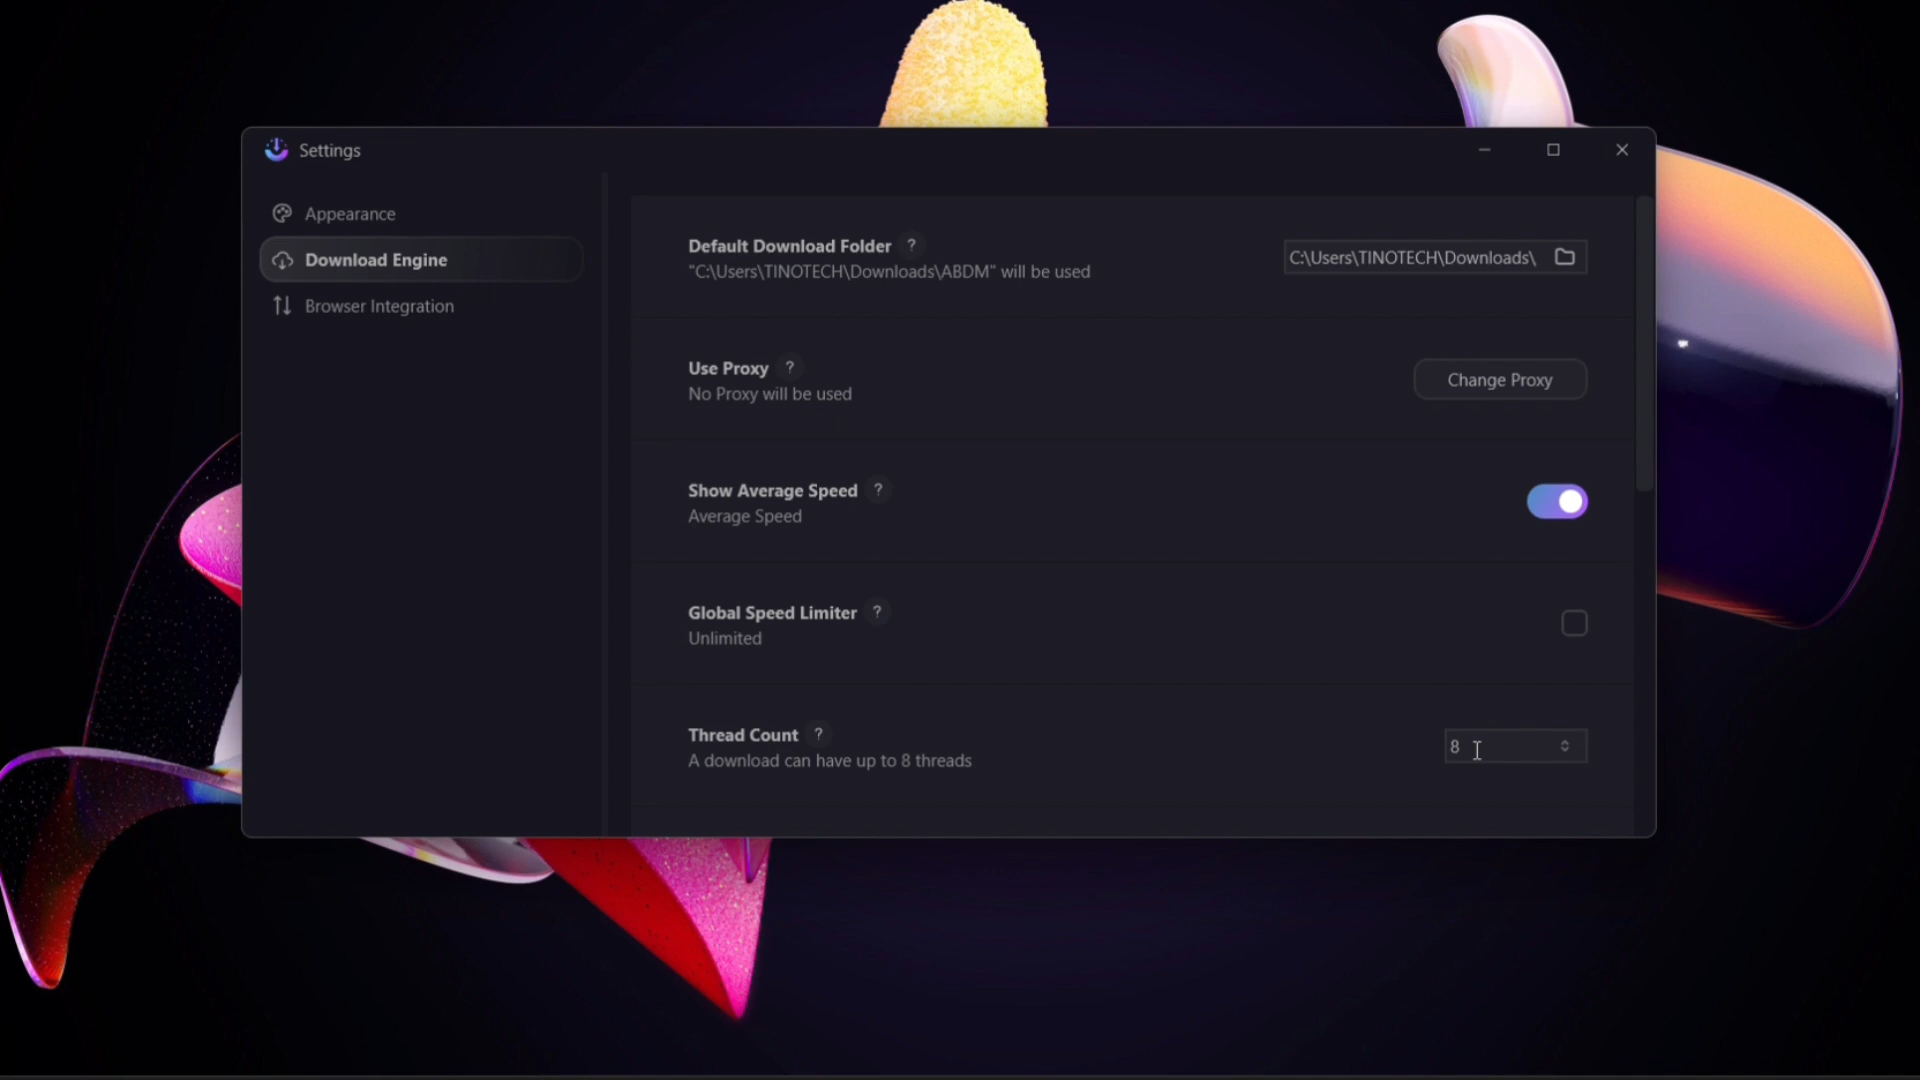 Settings
Appearance
Download Engine
Browser Integration
Default Download Folder ?
"C:\Users\TINOTECH\Downloads\ABDM" will be used
C:\Users\TINOTECH\Downloads\
Use Proxy ?
No Proxy will be used
Change Proxy
Show Average Speed ?
Average Speed
Global Speed Limiter ?
Unlimited
Thread Count ?
A download can have up to 8 threads
8